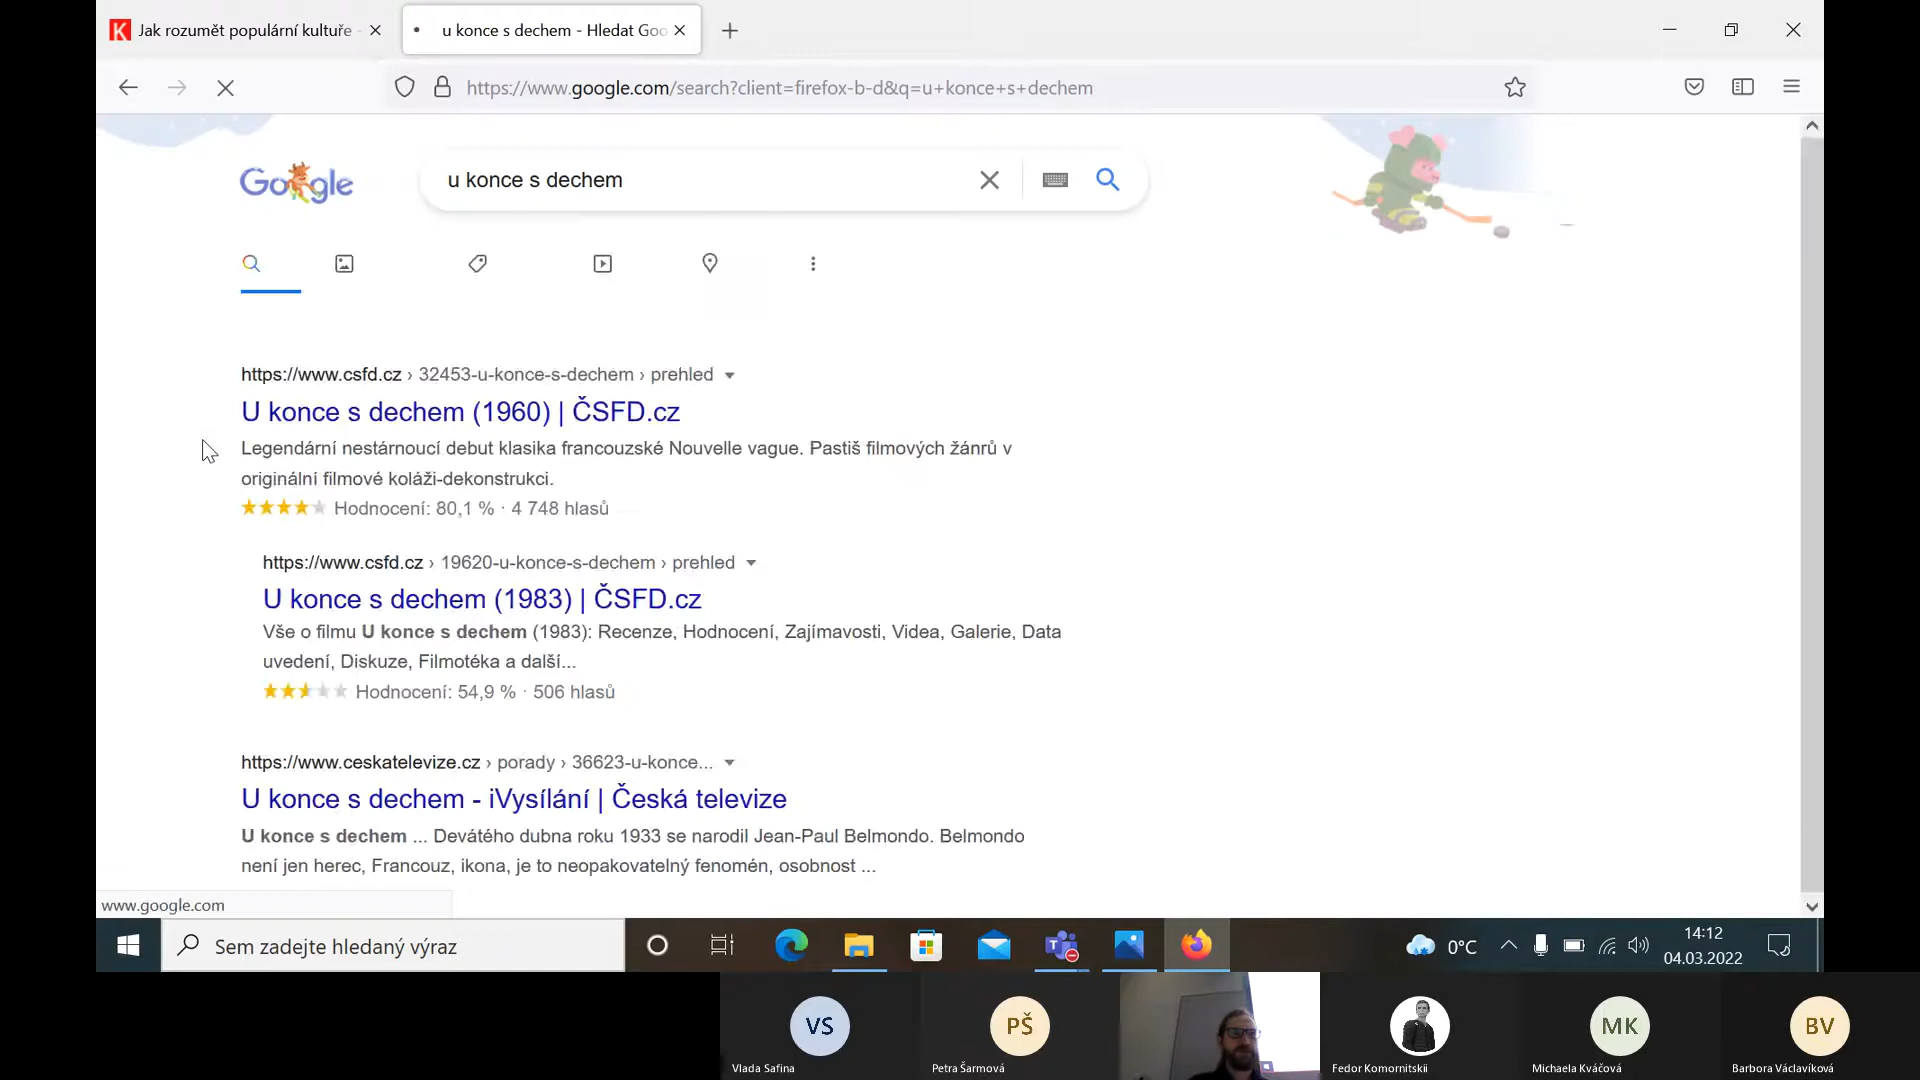 Jak rozumět populární kultuře -
u konce s dechem - Hledat Goo
https://www.google.com/search?client=firefox-b-d&q=u+konce+s+dechem
Google
u konce s dechem
https://www.csfd.cz › 32453-u-konce-s-dechem › prehled
U konce s dechem (1960) | ČSFD.cz
Legendární nestárnoucí debut klasika francouzské Nouvelle vague. Pastiš filmových žánrů v
originální filmové koláži-dekonstrukci.
Hodnocení: 80,1 % · 4 748 hlasů
https://www.csfd.cz › 19620-u-konce-s-dechem › prehled
U konce s dechem (1983) | ČSFD.cz
Vše o filmu U konce s dechem (1983): Recenze, Hodnocení, Zajímavosti, Videa, Galerie, Data
uvedení, Diskuze, Filmotéka a další...
Hodnocení: 54,9 % · 506 hlasů
https://www.ceskatelevize.cz › porady › 36623-u-konce...
U konce s dechem - iVysílání | Česká televize
U konce s dechem ... Devátého dubna roku 1933 se narodil Jean-Paul Belmondo. Belmondo
není jen herec, Francouz, ikona, je to neopakovatelný fenomén, osobnost ...
www.google.com
Sem zadejte hledaný výraz
0°C
14:12
04.03.2022
VS
PŠ
MK
BV
Vlada Safina
Petra Šarmová
Fedor Komornitskii
Michaela Kváčová
Barbora Václavíková